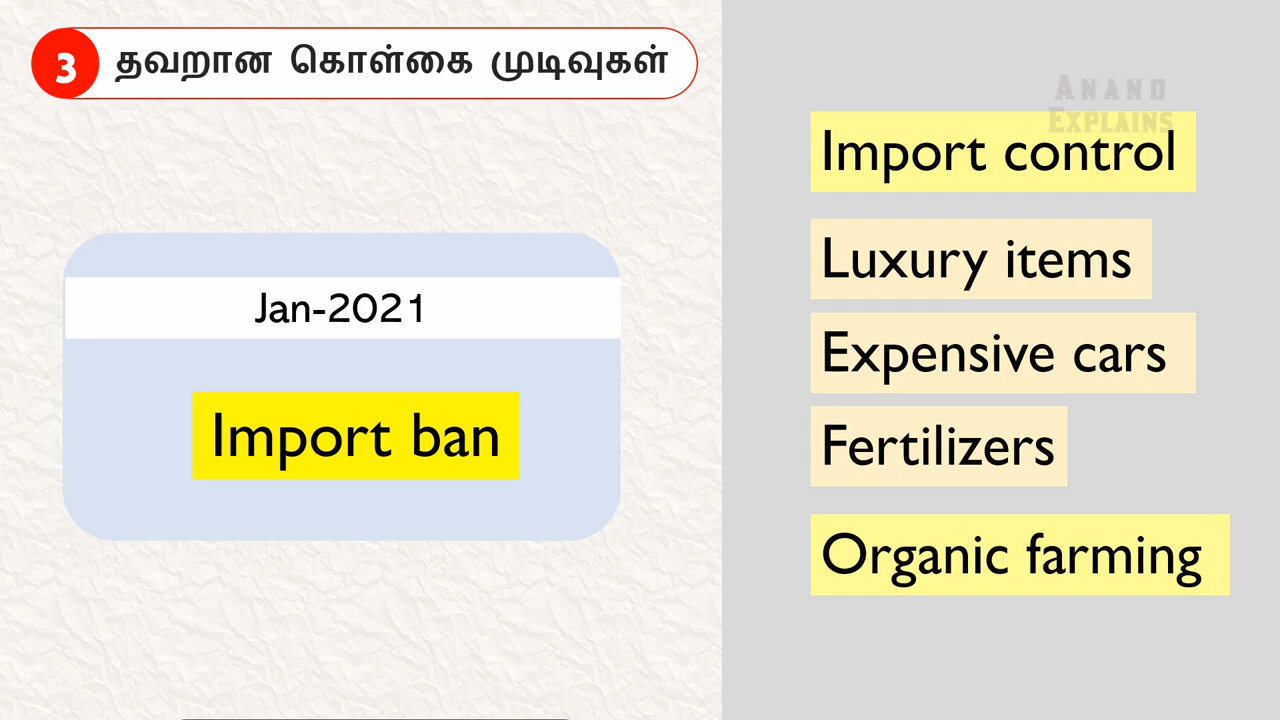 3 தவறான கொள்கை முடிவுகள்
Jan-2021
Import ban
ANAND
EXPLAINS
Import control
Luxury items
Expensive cars
Fertilizers
Organic farming